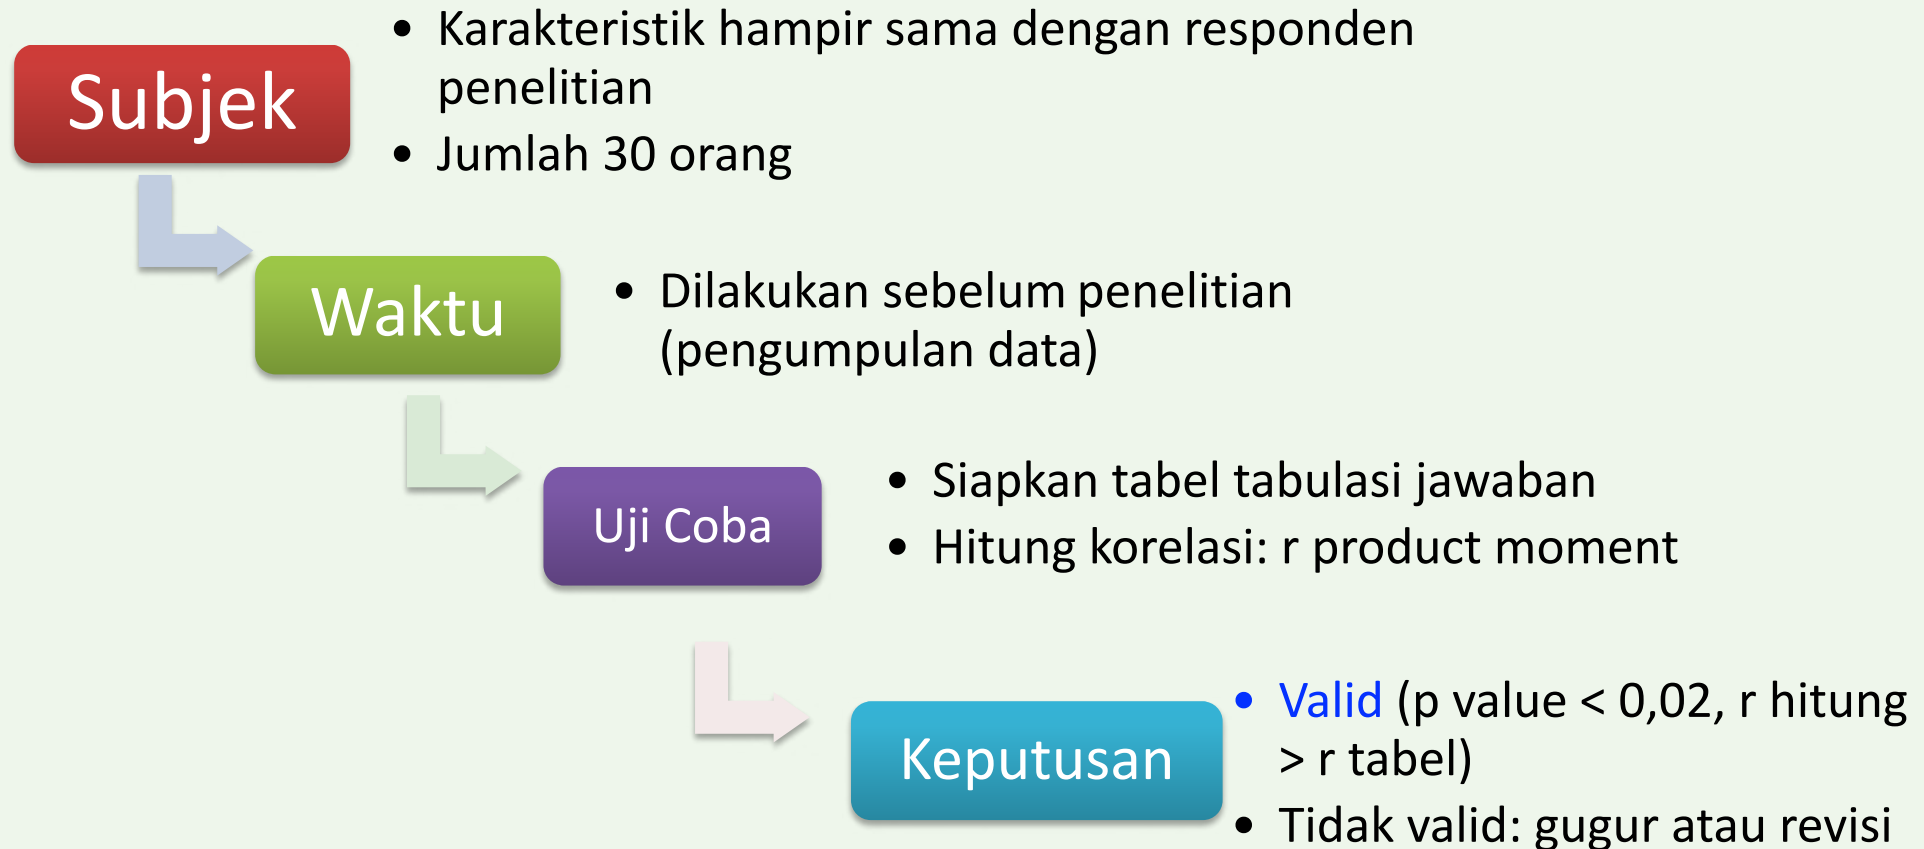 Subjek
• Karakteristik hampir sama dengan responden
penelitian
• Jumlah 30 orang
Waktu
• Dilakukan sebelum penelitian
(pengumpulan data)
Uji Coba
• Siapkan tabel tabulasi jawaban
• Hitung korelasi: r product moment
Keputusan
• Valid (p value < 0,02, r hitung
> r tabel)
• Tidak valid: gugur atau revisi